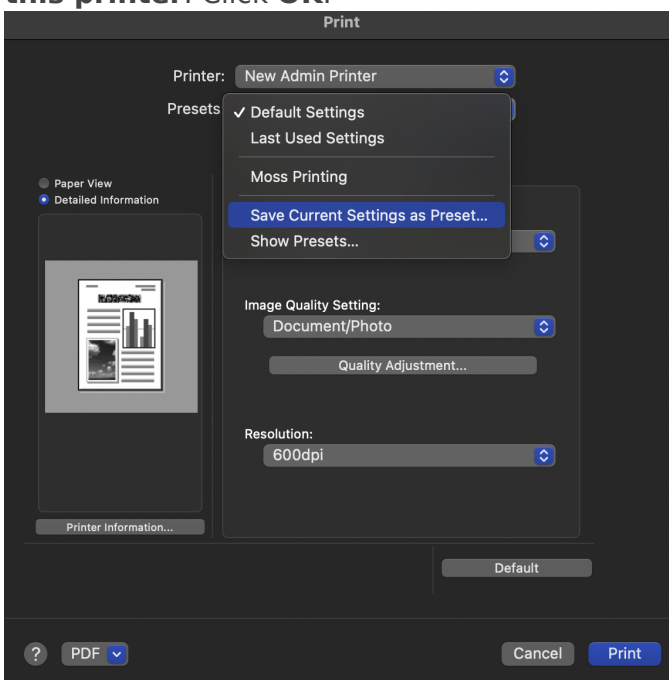 this printer. Click OK.
Print
Printer: New Admin Printer
Presets
✓ Default Settings
Last Used Settings
Moss Printing
Save Current Settings as Preset...
Show Presets...
Paper View
Detailed Information
Image Quality Setting:
Document/Photo
Quality Adjustment...
Resolution:
600dpi
Printer Information...
Default
? PDF
Cancel Print